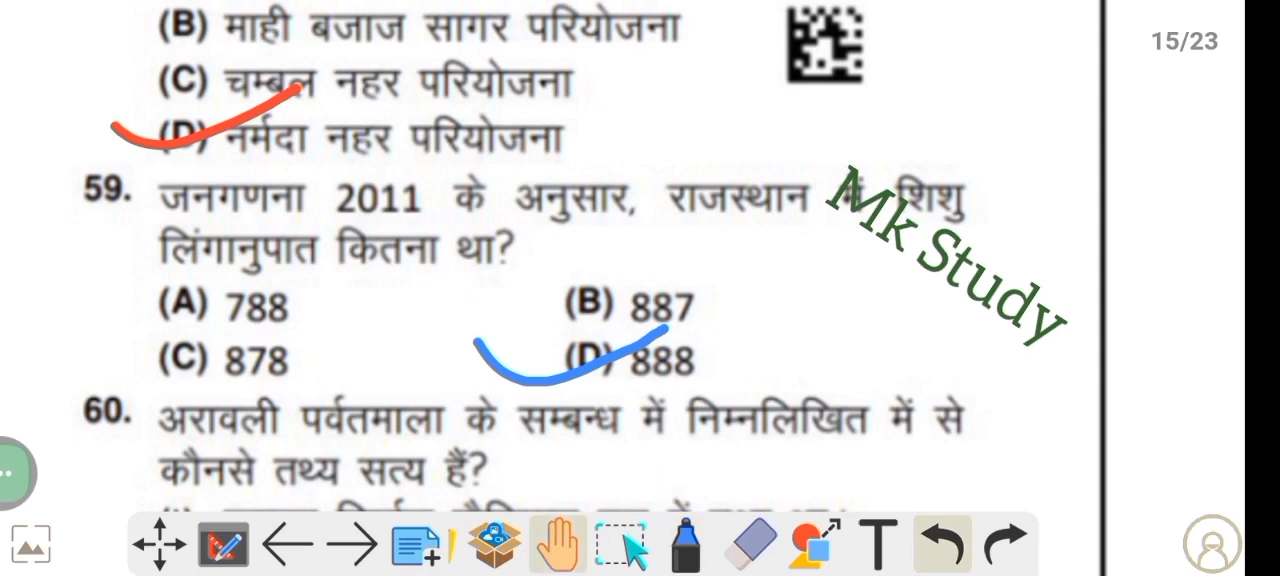 (B) माही बजाज सागर परियोजना
15/23
(C) चम्बल नहर परियोजना
(D) नर्मदा नहर परियोजना
59. जनगणना 2011 के अनुसार, राजस्थान में शिशु
लिंगानुपात कितना था?
Mk Study
(A) 788 (B) 887
(C) 878 (D) 888
60. अरावली पर्वतमाला के सम्बन्ध में निम्नलिखित में से
कौनसे तथ्य सत्य हैं?